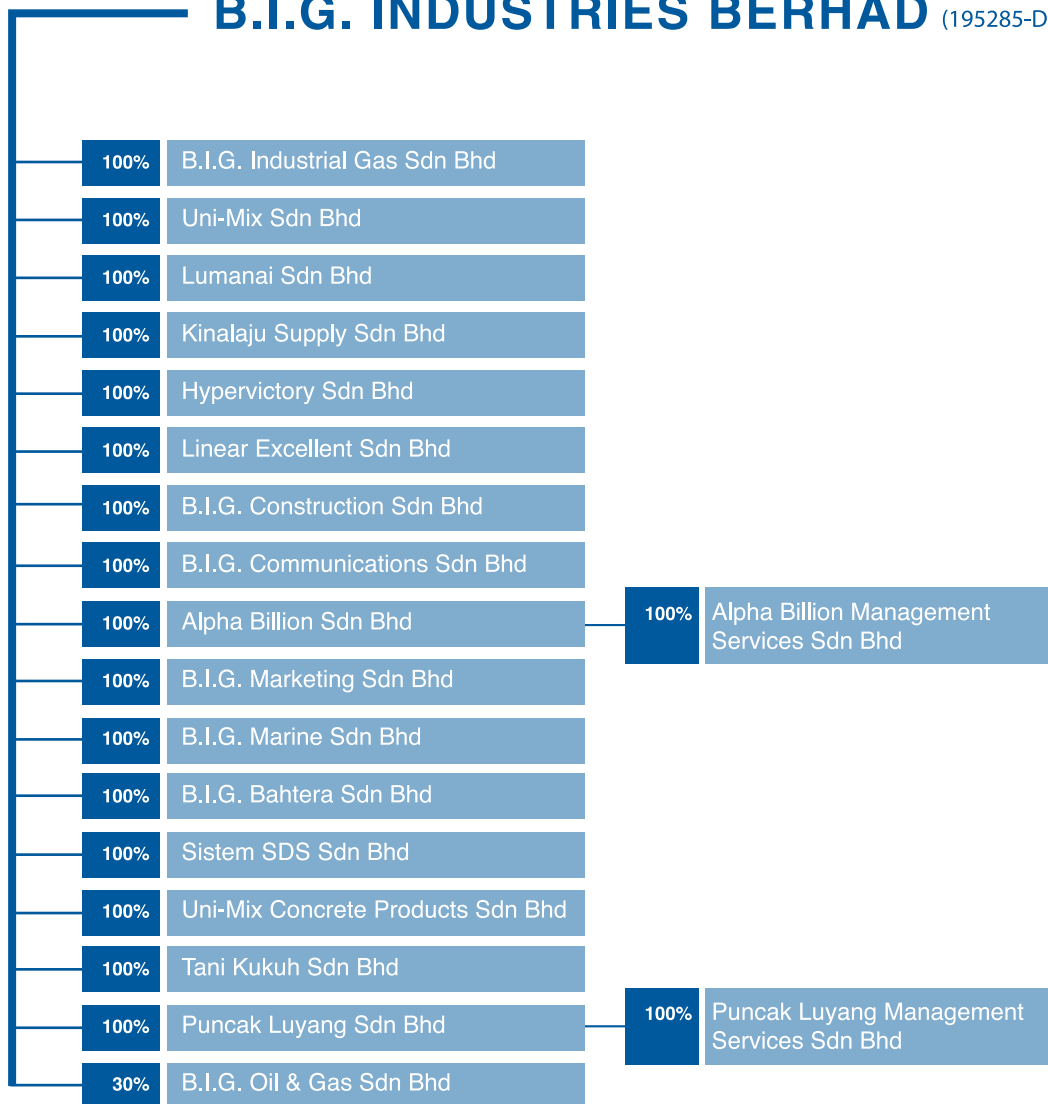 B.I.G. INDUSTRIES BERHAD (195285-D
100% B.I.G. Industrial Gas Sdn Bhd
100% Uni-Mix Sdn Bhd
100% Lumanai Sdn Bhd
100% Kinalaju Supply Sdn Bhd
100% Hypervictory Sdn Bhd
100% Linear Excellent Sdn Bhd
100% B.I.G. Construction Sdn Bhd
100% B.I.G. Communications Sdn Bhd
100% Alpha Billion Sdn Bhd
100% Alpha Billion Management
Services Sdn Bhd
100% B.I.G. Marketing Sdn Bhd
100% B.I.G. Marine Sdn Bhd
100% B.I.G. Bahtera Sdn Bhd
100% Sistem SDS Sdn Bhd
100% Uni-Mix Concrete Products Sdn Bhd
100% Tani Kukuh Sdn Bhd
100% Puncak Luyang Sdn Bhd
100% Puncak Luyang Management
Services Sdn Bhd
30% B.I.G. Oil & Gas Sdn Bhd